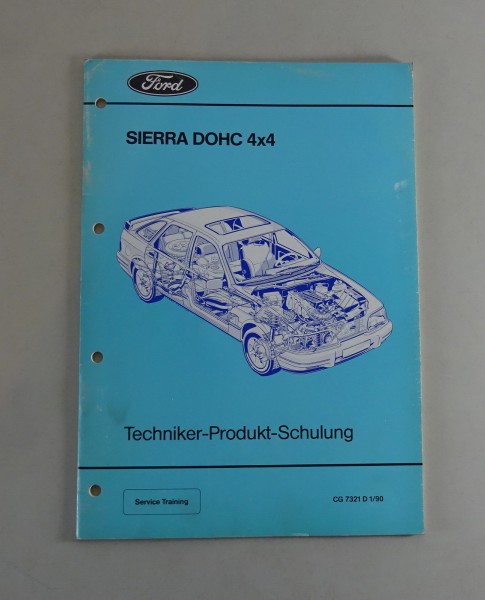 Ford
SIERRA DOHC 4x4
Techniker-Produkt-Schulung
Service Training
CG 7321 D 1/90